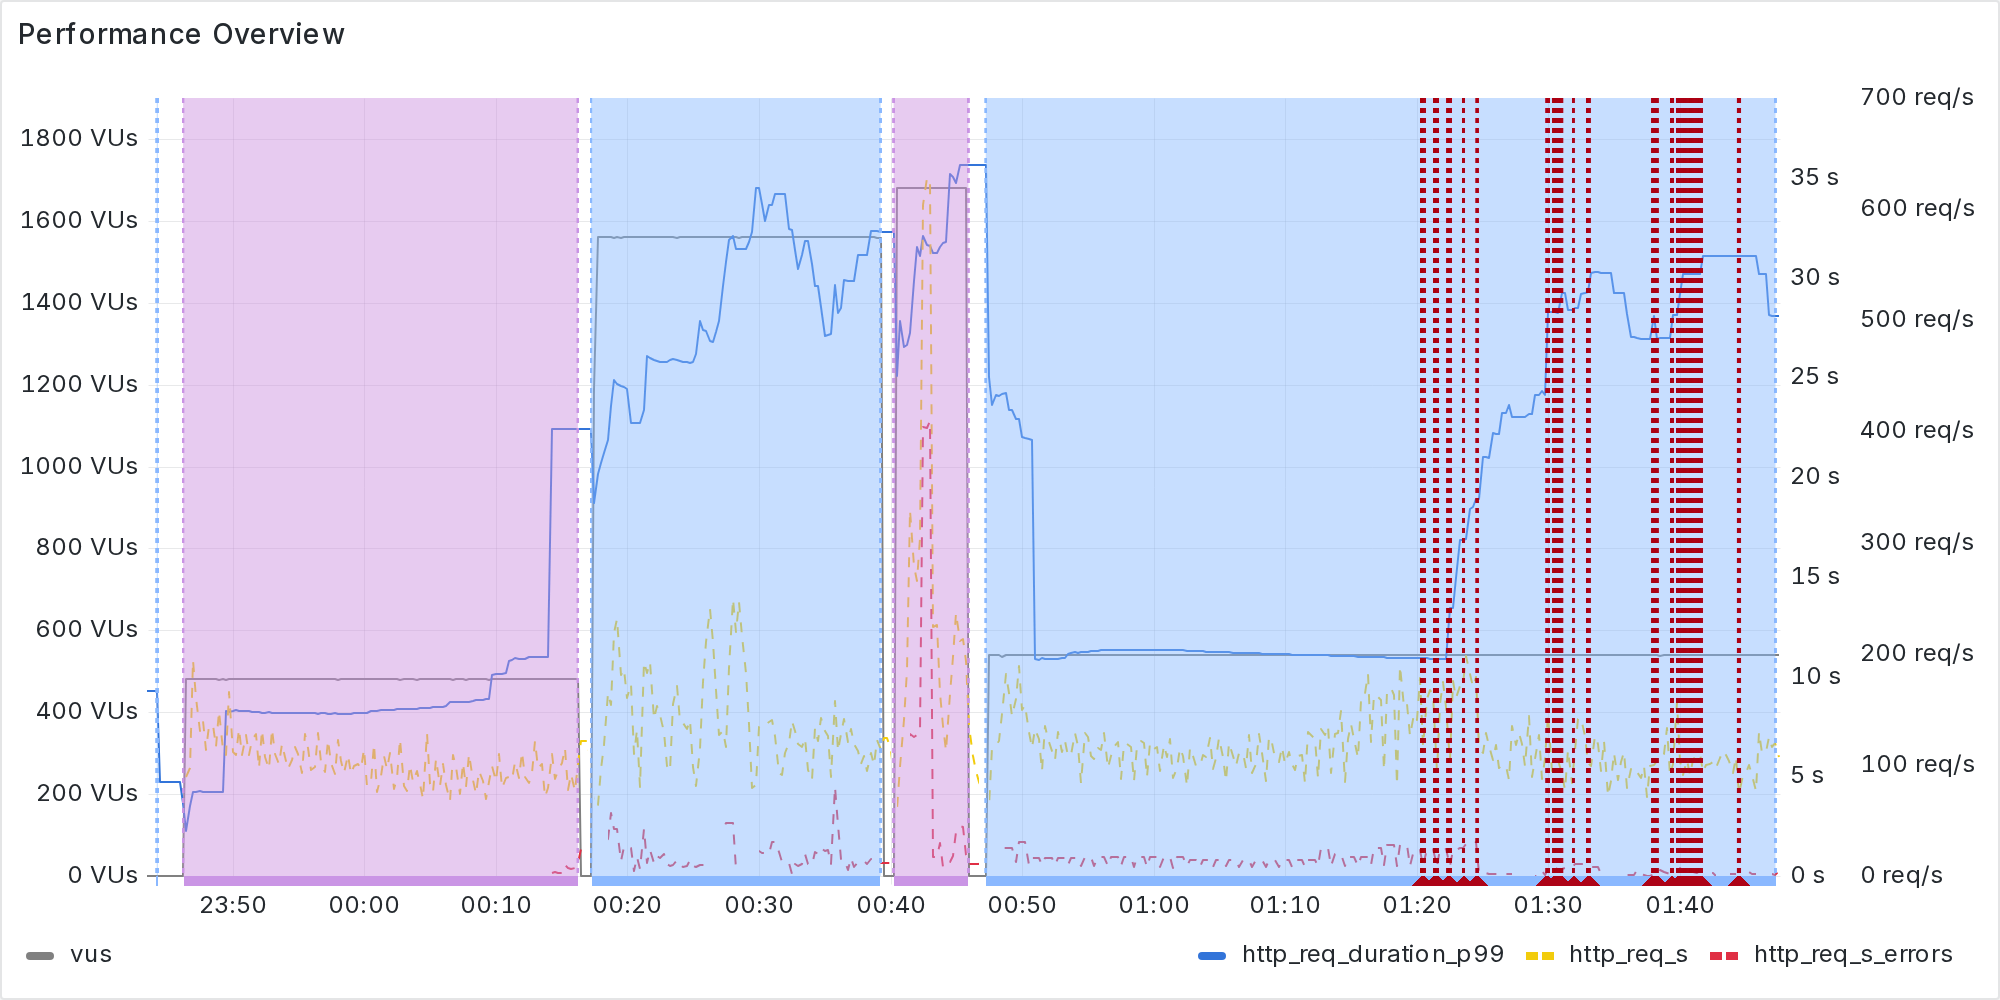 Performance Overview
700 req/s
1800 VUs
35 s
600 req/s
1600 VUs
30 s
1400 VUs
500 req/s
1200 VUs
25 s
400 req/s
1000 VUs
20 s
800 VUs
300 req/s
15 s
600 VUs
200 req/s
10 s
400 VUs
200 VUs
5 s
100 req/s
0 VUs
0 s
0 req/s
23:50 00:00 00:10 00:20 00:30 00:40 00:50 01:00 01:10 01:20 01:30 01:40
vus http_req_duration_p99 http_req_s http_req_s_errors